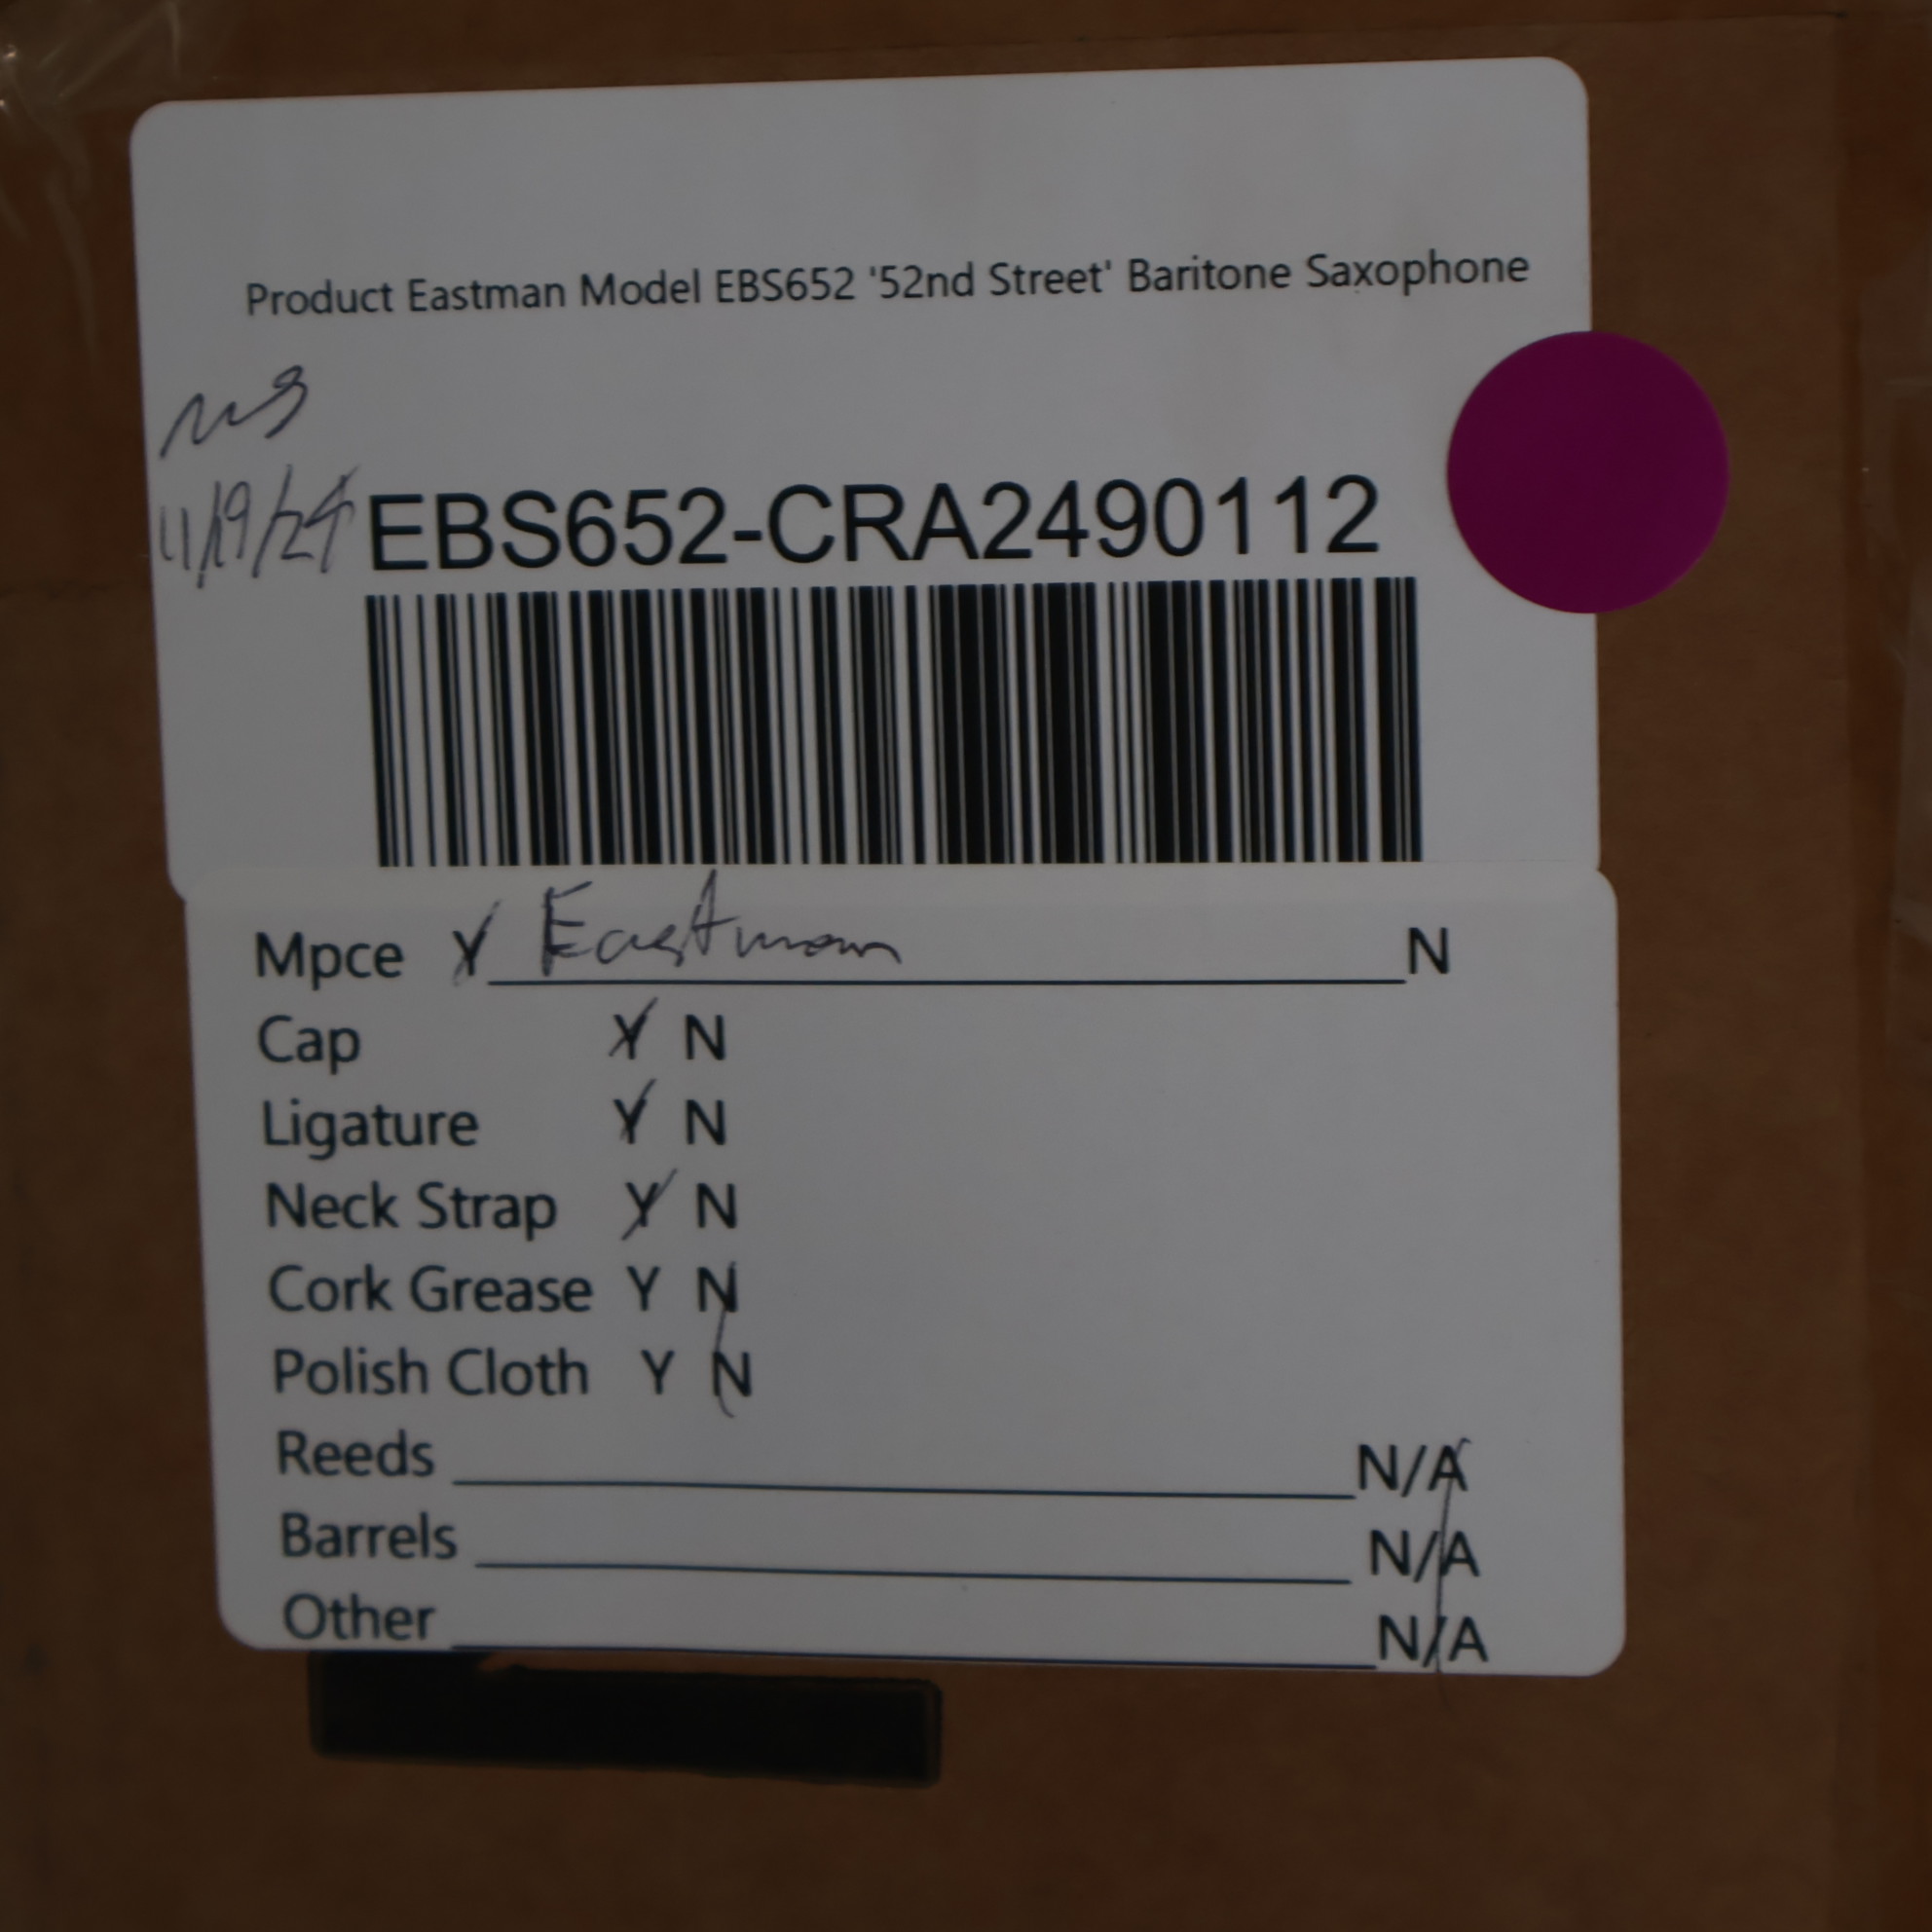 Product Eastman Model EBS652 '52nd Street' Baritone Saxophone
11/19/24
EBS652-CRA2490112
Mpce Y Eastman N
Cap Y N
Ligature Y N
Neck Strap Y N
Cork Grease Y N
Polish Cloth Y N
Reeds N/A
Barrels N/A
Other N/A